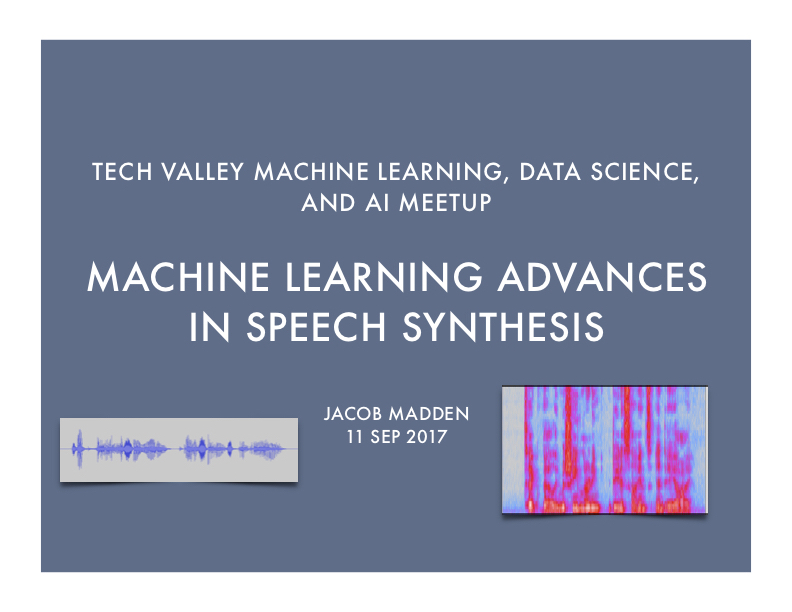 TECH VALLEY MACHINE LEARNING, DATA SCIENCE,
AND AI MEETUP
MACHINE LEARNING ADVANCES
IN SPEECH SYNTHESIS
JACOB MADDEN
11 SEP 2017